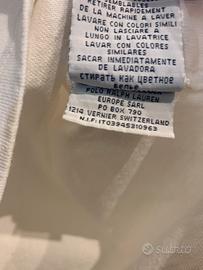 RETIRER RAPIDEMENT
DE LA MACHINE A LAVER
LAVARE CON COLORI SIMILI
NON LASCIARE A
LUNGO IN LAVATRICE
LAVAR CON COLORES
SIMILARES
SACAR INMEDIATAMENTE
DE LAVADORA
СТИРАТЬ КАК ЦВЕТНОЕ
БЕЛЬЕ
POLO RALPH LAUREN
EUROPE SARL
PO BOX 790
1214 VERNIER SWITZERLAND
N.I.F: IT03945310963
subito